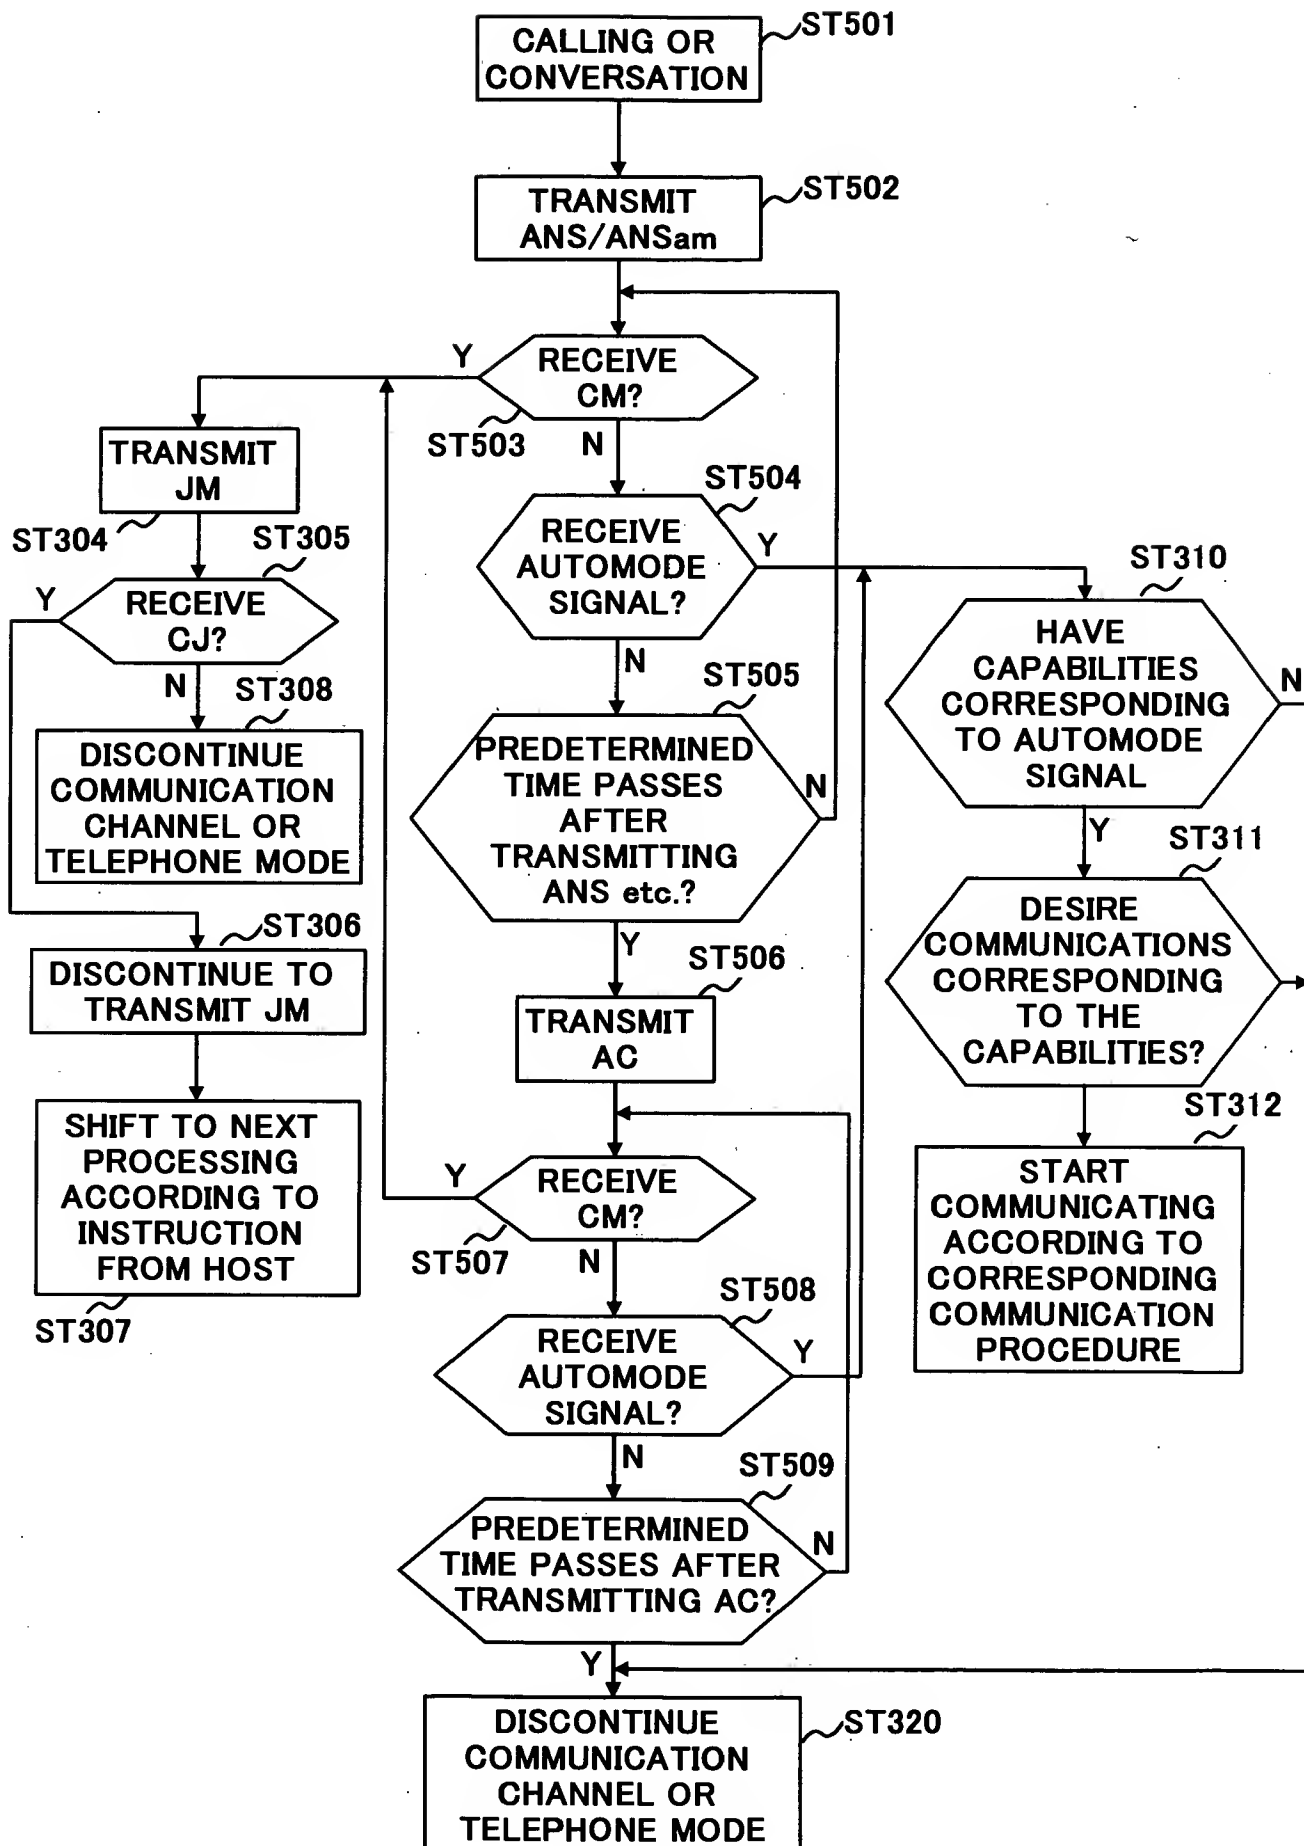 CALLING OR
CONVERSATION
ST501
TRANSMIT
ANS/ANSam
ST502
Y
RECEIVE
CM?
ST503
N
TRANSMIT
JM
ST304
ST305
Y
RECEIVE
CJ?
N
ST308
DISCONTINUE
COMMUNICATION
CHANNEL OR
TELEPHONE MODE
ST306
DISCONTINUE TO
TRANSMIT JM
SHIFT TO NEXT
PROCESSING
ACCORDING TO
INSTRUCTION
FROM HOST
ST307
ST504
RECEIVE
AUTOMODE
SIGNAL?
Y
N
ST505
PREDETERMINED
TIME PASSES
AFTER
TRANSMITTING
ANS etc.?
N
Y
ST506
TRANSMIT
AC
Y
RECEIVE
CM?
ST507
N
ST508
RECEIVE
AUTOMODE
SIGNAL?
Y
N
ST509
PREDETERMINED
TIME PASSES AFTER
TRANSMITTING AC?
N
Y
ST320
DISCONTINUE
COMMUNICATION
CHANNEL OR
TELEPHONE MODE
ST310
HAVE
CAPABILITIES
CORRESPONDING
TO AUTOMODE
SIGNAL
N
Y
ST311
DESIRE
COMMUNICATIONS
CORRESPONDING
TO THE
CAPABILITIES?
ST312
START
COMMUNICATING
ACCORDING TO
CORRESPONDING
COMMUNICATION
PROCEDURE